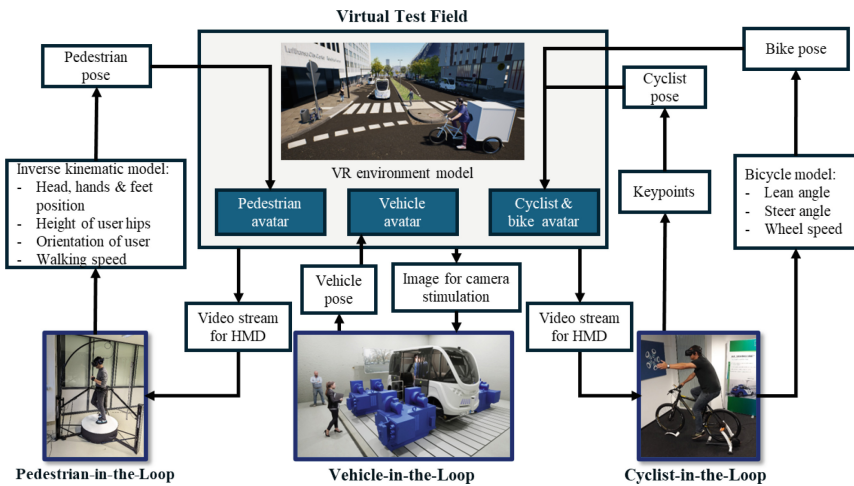 Virtual Test Field
Pedestrian
pose
VR environment model
Pedestrian
avatar
Vehicle
avatar
Cyclist &
bike avatar
Cyclist
pose
Bike pose
Inverse kinematic model:
- Head, hands & feet
position
- Height of user hips
- Orientation of user
- Walking speed
Keypoints
Bicycle model:
- Lean angle
- Steer angle
- Wheel speed
Video stream
for HMD
Vehicle
pose
Image for camera
stimulation
Video stream
for HMD
Pedestrian-in-the-Loop
Vehicle-in-the-Loop
Cyclist-in-the-Loop